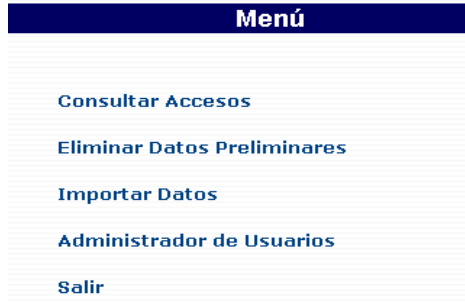 Menú
Consultar Accesos
Eliminar Datos Preliminares
Importar Datos
Administrador de Usuarios
Salir